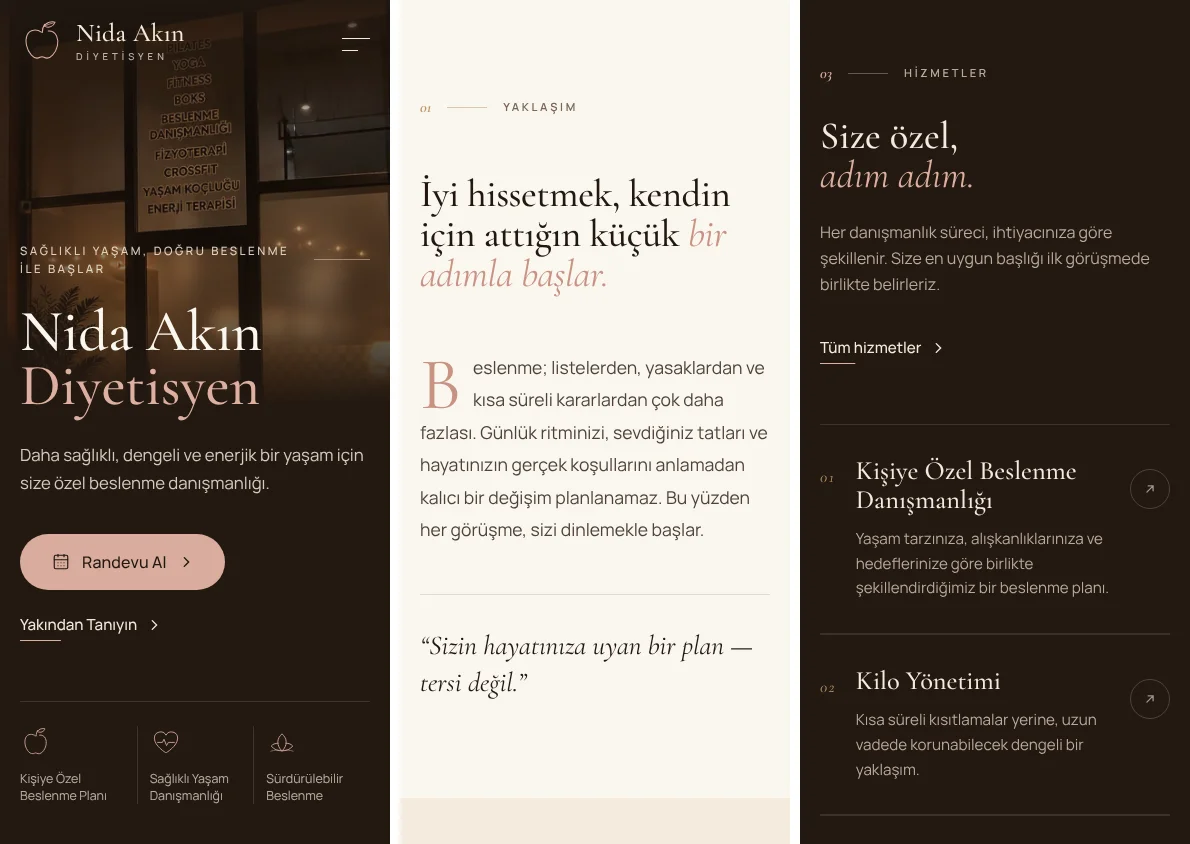 Nida Akın
DİYETİSYEN
PILATES
YOGA
FİTNESS
BOKS
BESLENME
DANIŞMANLIĞI
FİZYOTERAPİ
CROSSFIT
YAŞAM KOÇLUĞU
ENERJİ TERAPİSİ
SAĞLIKLI YAŞAM, DOĞRU BESLENME
İLE BAŞLAR
Nida Akın
Diyetisyen
Daha sağlıklı, dengeli ve enerjik bir yaşam için
size özel beslenme danışmanlığı.
Randevu Al
Yakından Tanıyın
Kişiye Özel
Beslenme Planı
Sağlıklı Yaşam
Danışmanlığı
Sürdürülebilir
Beslenme
01 YAKLAŞIM
İyi hissetmek, kendin
için attığın küçük bir
adımla başlar.
Beslenme; listelerden, yasaklardan ve
kısa süreli kararlardan çok daha
fazlası. Günlük ritminizi, sevdiğiniz tatları ve
hayatınızın gerçek koşullarını anlamadan
kalıcı bir değişim planlanamaz. Bu yüzden
her görüşme, sizi dinlemekle başlar.
“Sizin hayatınıza uyan bir plan —
tersi değil.”
03 HİZMETLER
Size özel,
adım adım.
Her danışmanlık süreci, ihtiyacınıza göre
şekillenir. Size en uygun başlığı ilk görüşmede
birlikte belirleriz.
Tüm hizmetler
01 Kişiye Özel Beslenme
Danışmanlığı
Yaşam tarzınıza, alışkanlıklarınıza ve
hedeflerinize göre birlikte
şekillendirdiğimiz bir beslenme planı.
02 Kilo Yönetimi
Kısa süreli kısıtlamalar yerine, uzun
vadede korunabilecek dengeli bir
yaklaşım.